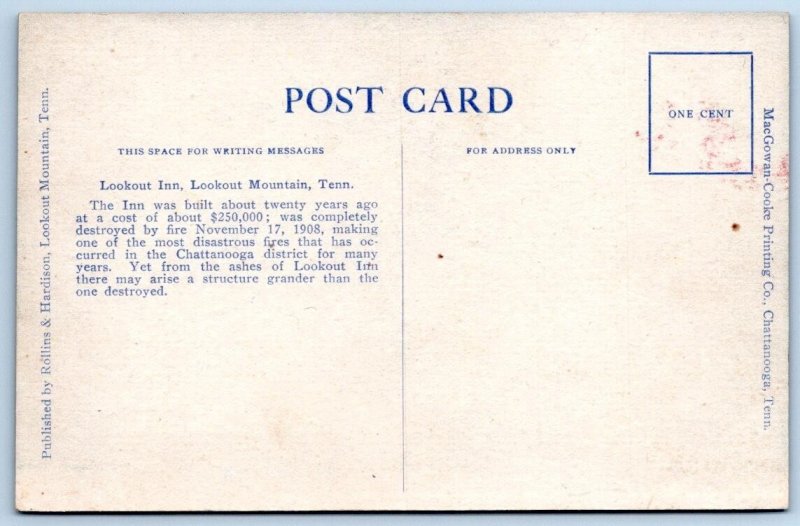 POST CARD
ONE CENT
THIS SPACE FOR WRITING MESSAGES
FOR ADDRESS ONLY
Lookout Inn, Lookout Mountain, Tenn.
The Inn was built about twenty years ago
at a cost of about $250,000; was completely
destroyed by fire November 17, 1908, making
one of the most disastrous fires that has oc-
curred in the Chattanooga district for many
years. Yet from the ashes of Lookout Inn
there may arise a structure grander than the
one destroyed.
Published by Rollins & Hardison, Lookout Mountain, Tenn.
MacGowan-Cooke Printing Co., Chattanooga, Tenn.